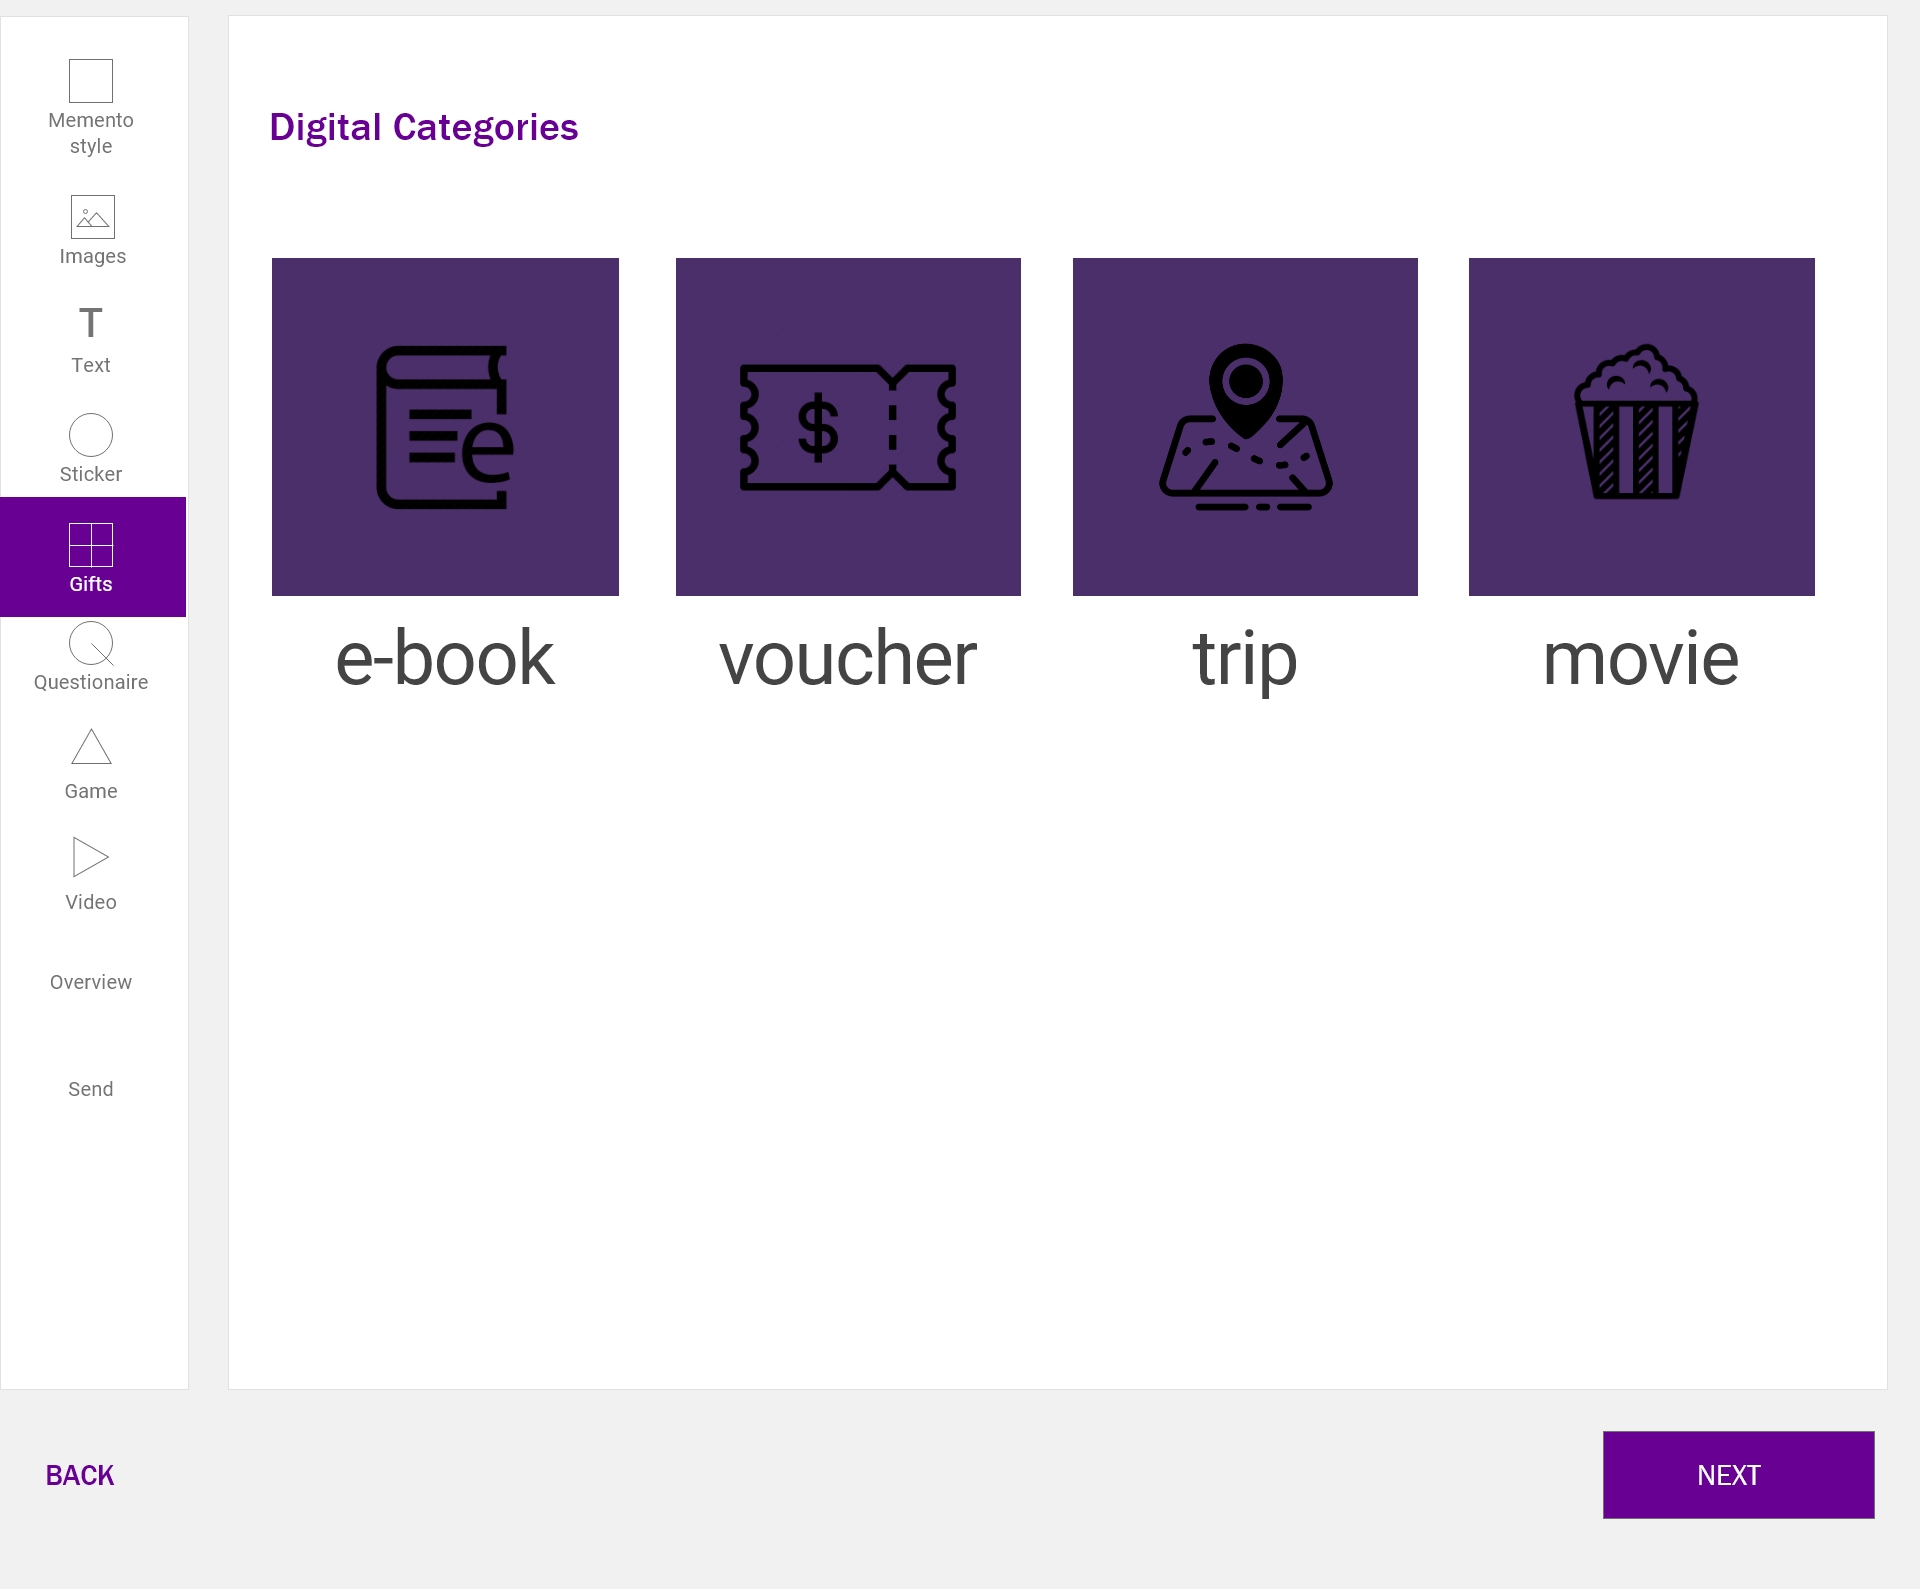 Memento
style
Images
T
Text
Sticker
Gifts
Questionaire
Game
Video
Overview
Send
Digital Categories
e
$
e-book
voucher
trip
movie
BACK
NEXT